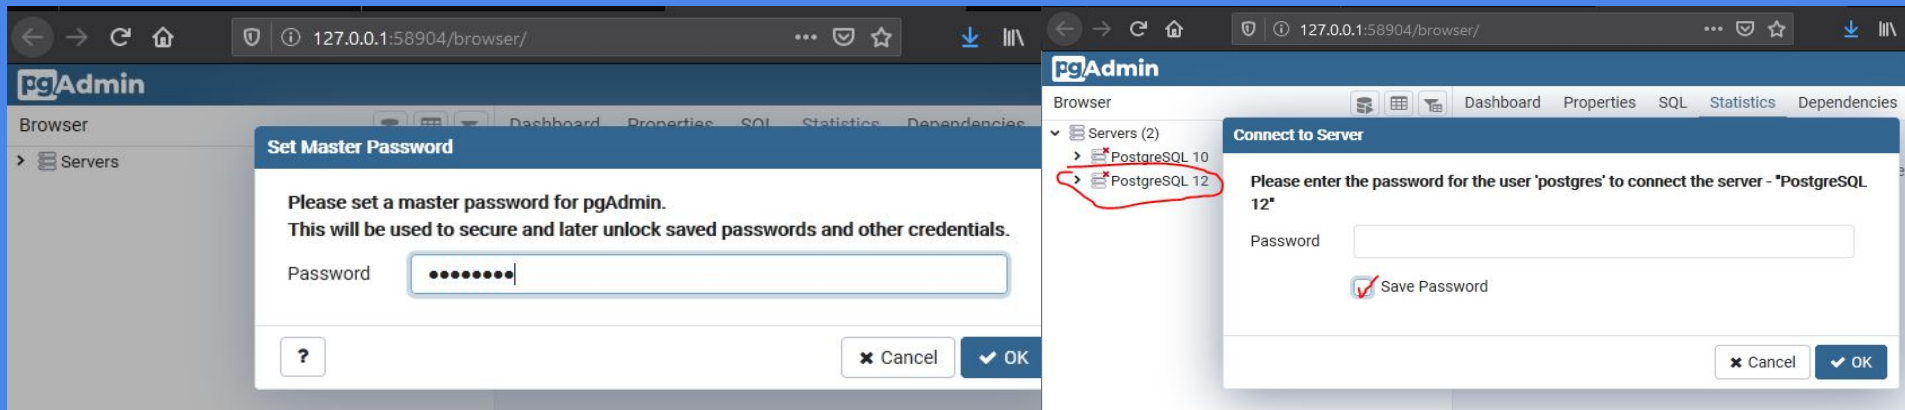 127.0.0.1:58904/browser/
pgAdmin
Browser
Dashboard Properties SQL Statistics Dependencies
Servers
Set Master Password
Please set a master password for pgAdmin.
This will be used to secure and later unlock saved passwords and other credentials.
Password ••••••••
? Cancel OK
127.0.0.1:58904/browser/
pgAdmin
Browser
Dashboard Properties SQL Statistics Dependencies
Servers (2)
PostgreSQL 10
PostgreSQL 12
Connect to Server
Please enter the password for the user 'postgres' to connect the server - "PostgreSQL
12"
Password
Save Password
Cancel OK